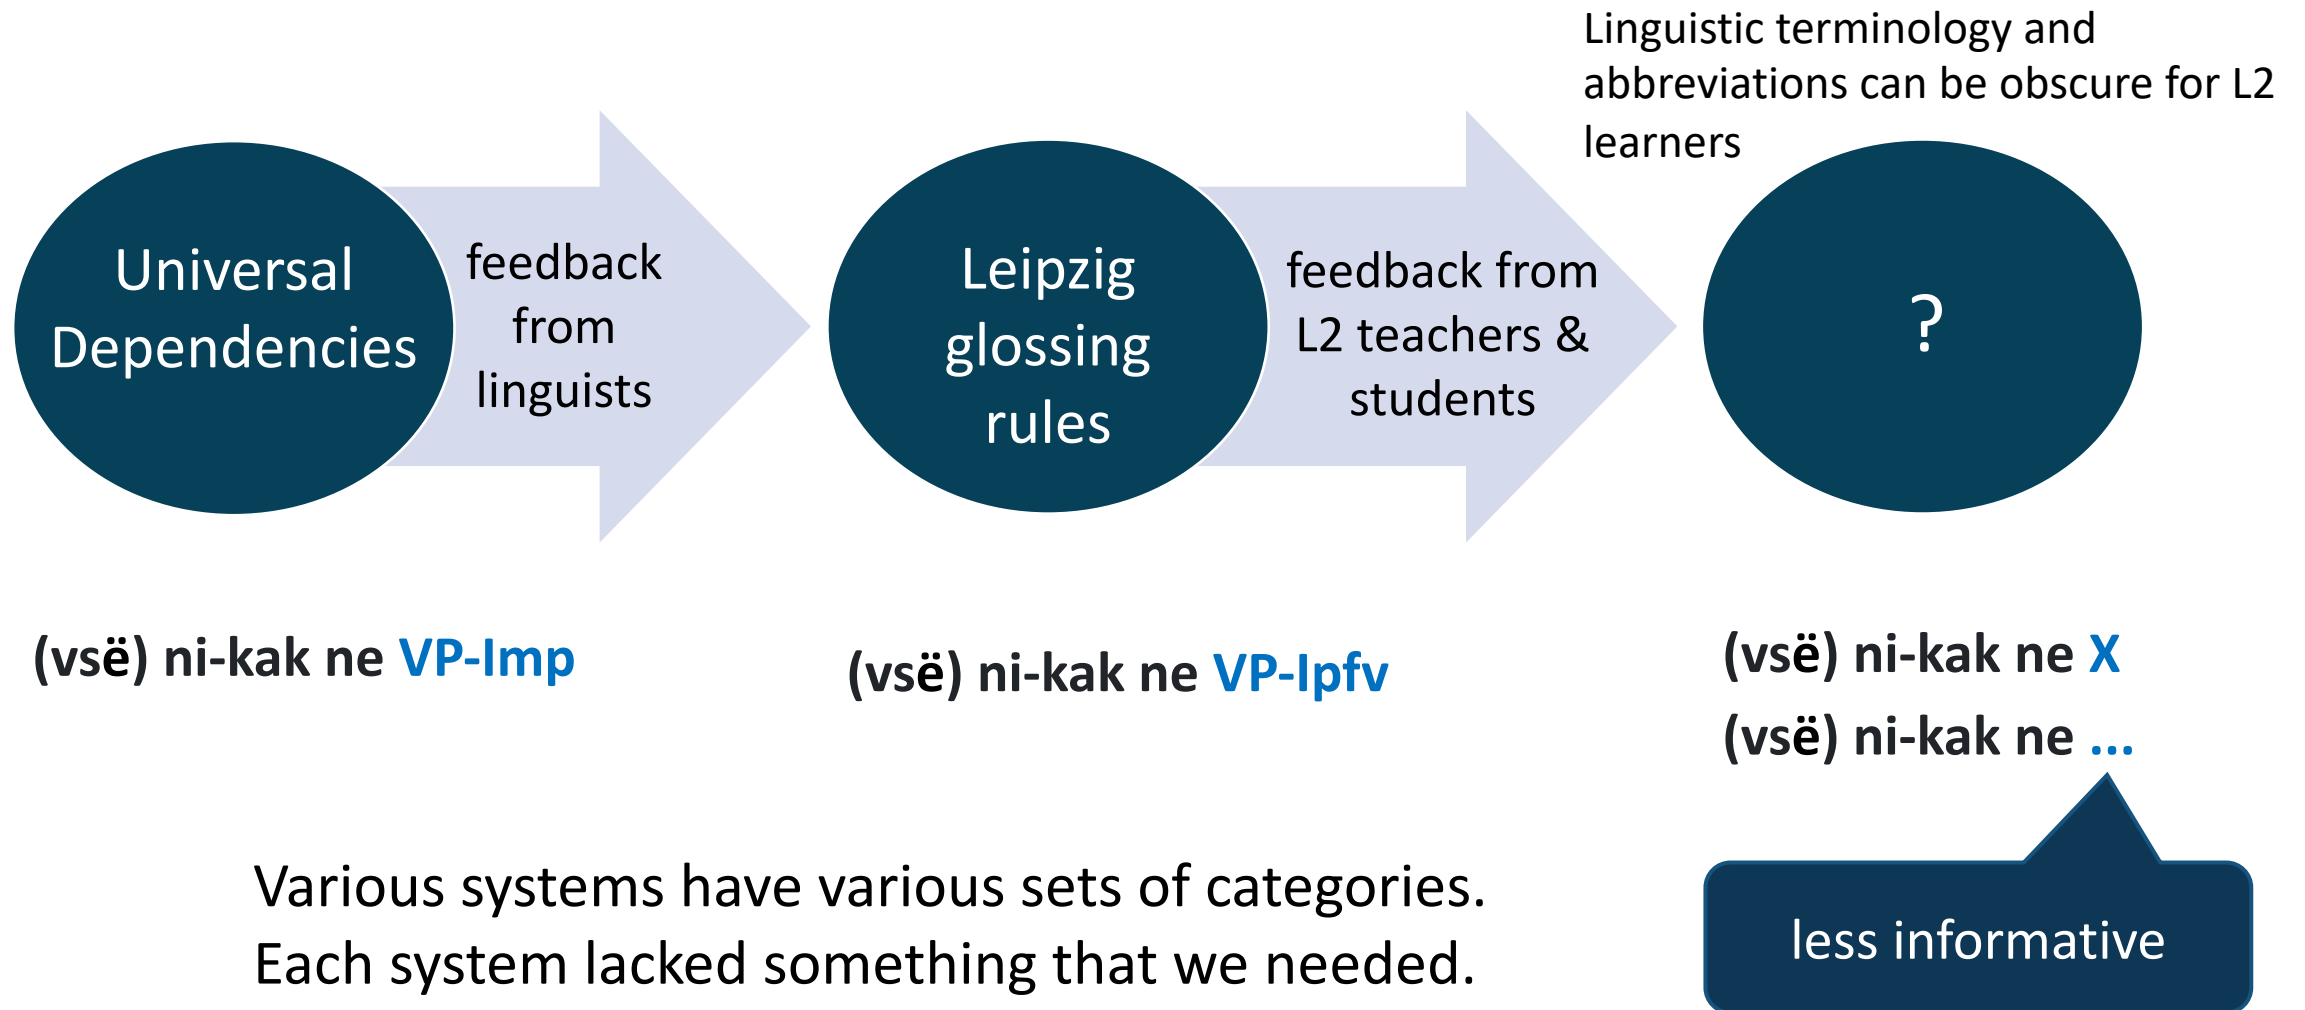 Linguistic terminology and
abbreviations can be obscure for L2
learners
Universal
Dependencies
feedback
from
linguists
Leipzig
glossing
rules
feedback from
L2 teachers &
students
?
(vsë) ni-kak ne VP-Imp
(vsë) ni-kak ne VP-Ipfv
(vsë) ni-kak ne X
(vsë) ni-kak ne ...
Various systems have various sets of categories.
Each system lacked something that we needed.
less informative